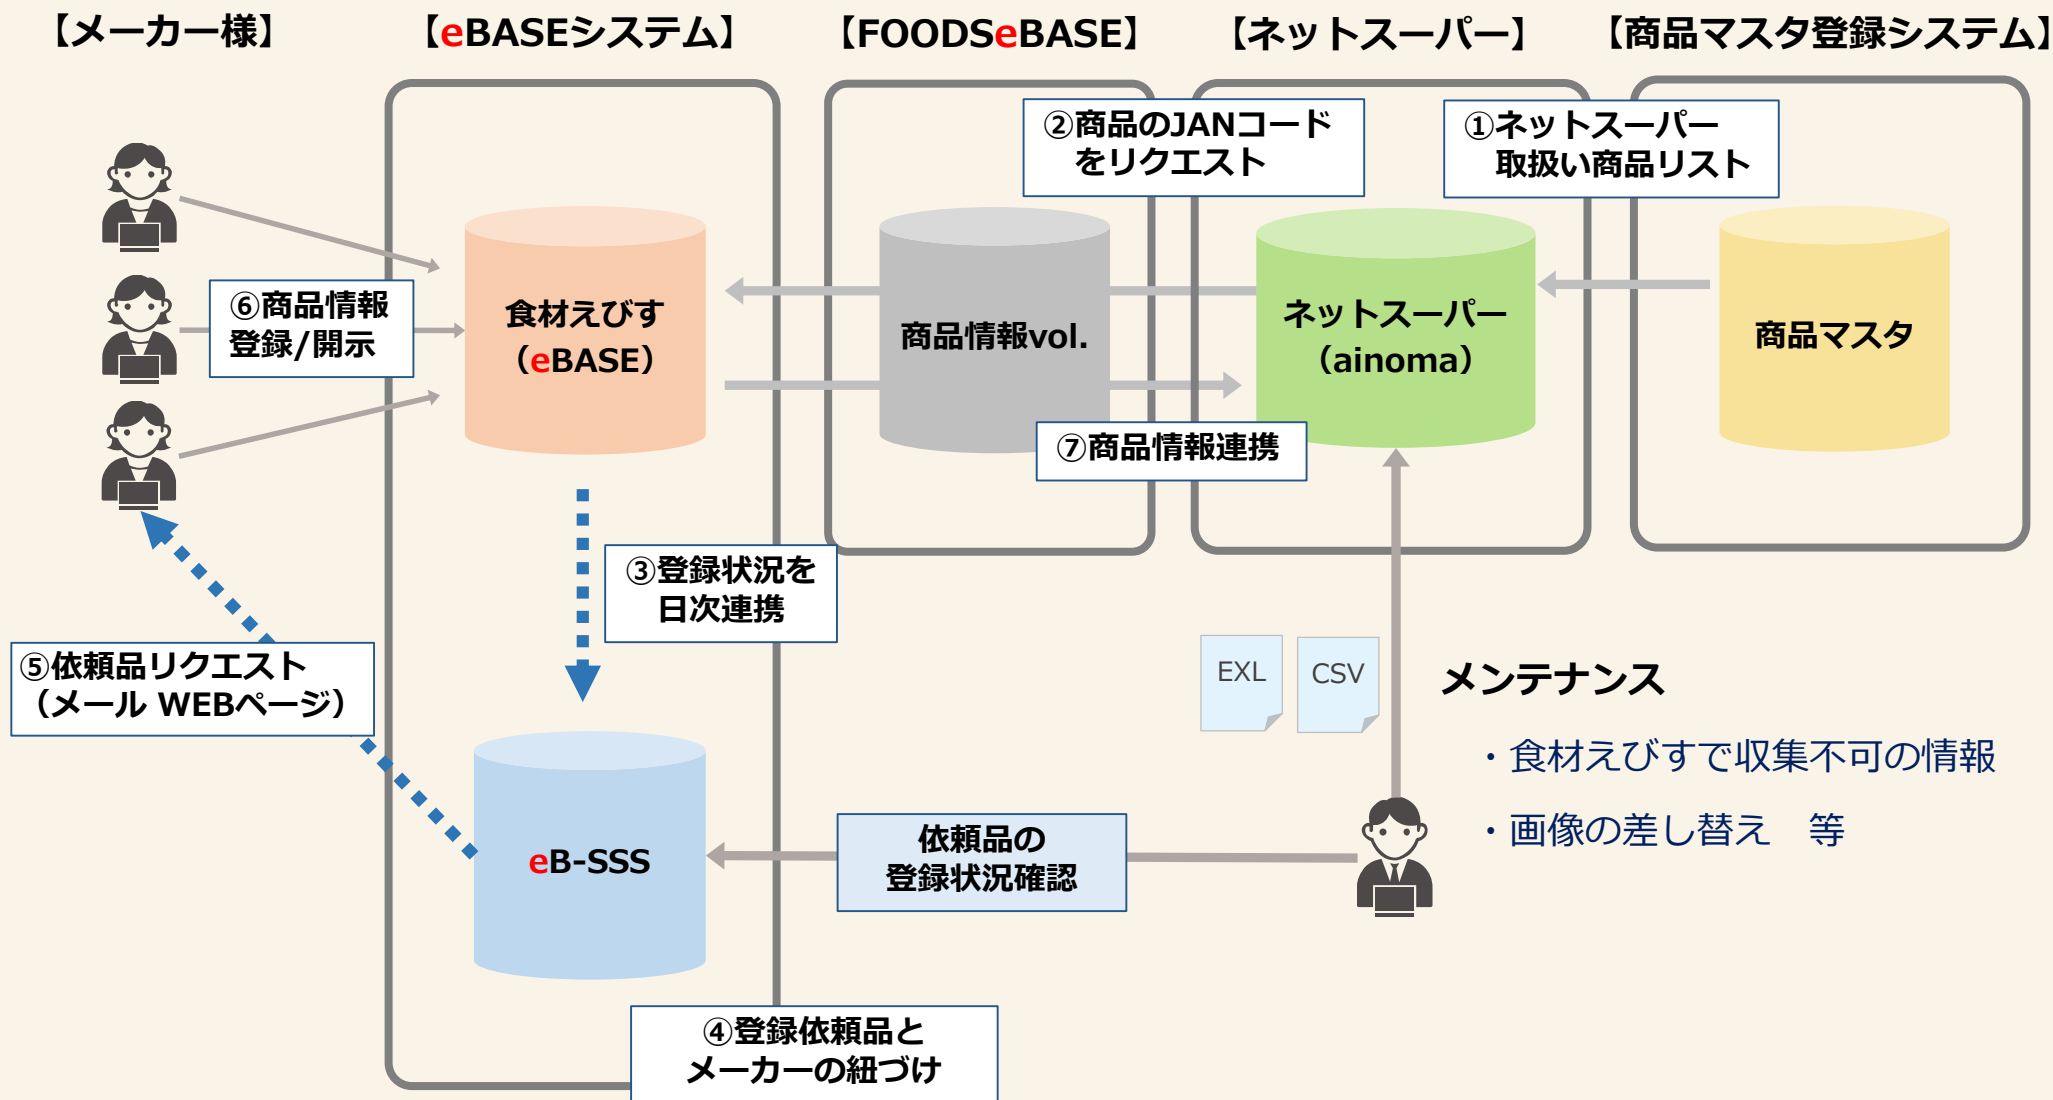 【メーカー様】
【eBASEシステム】
【FOODSeBASE】
【ネットスーパー】
【商品マスタ登録システム】
②商品のJANコード
をリクエスト
①ネットスーパー
取扱い商品リスト
⑥商品情報
登録/開示
食材えびす
（eBASE）
商品情報vol.
ネットスーパー
（ainoma）
商品マスタ
⑦商品情報連携
③登録状況を
日次連携
⑤依頼品リクエスト
（メール WEBページ）
EXL
CSV
メンテナンス
・食材えびすで収集不可の情報
・画像の差し替え　等
eB-SSS
依頼品の
登録状況確認
④登録依頼品と
メーカーの紐づけ